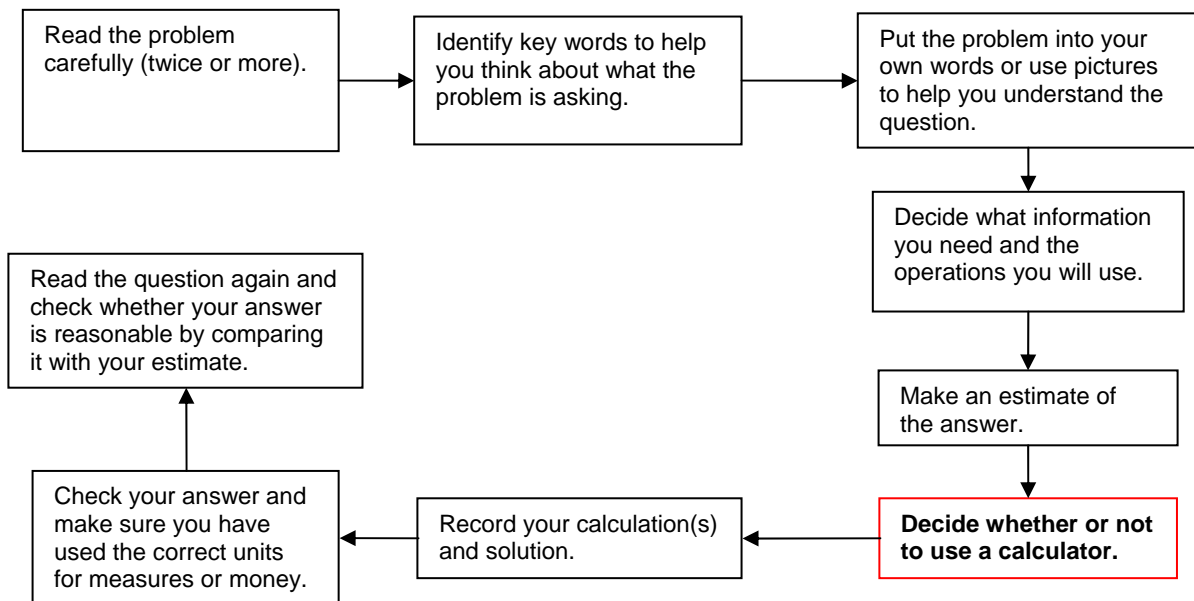 Read the problem
carefully (twice or more).
Identify key words to help
you think about what the
problem is asking.
Put the problem into your
own words or use pictures
to help you understand the
question.
Decide what information
you need and the
operations you will use.
Make an estimate of
the answer.
Decide whether or not
to use a calculator.
Record your calculation(s)
and solution.
Check your answer and
make sure you have
used the correct units
for measures or money.
Read the question again and
check whether your answer
is reasonable by comparing
it with your estimate.